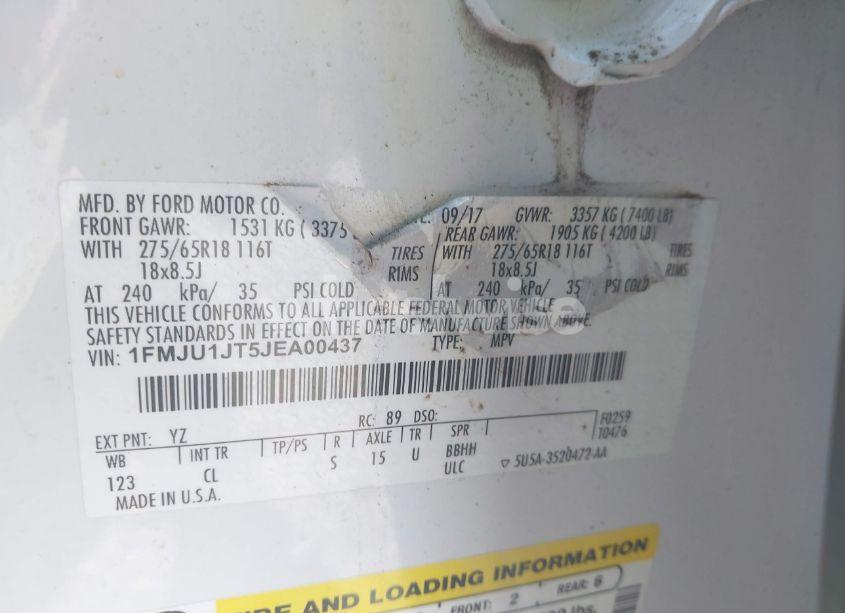 MFD. BY FORD MOTOR CO. 09/17 GVWR: 3357 KG ( 7400 LB)
FRONT GAWR: 1531 KG ( 3375 REAR GAWR: 1905 KG ( 4200 LB)
WITH 275/65R18 116T TIRES WITH 275/65R18 116T TIRES
18x8.5J RIMS 18x8.5J RIMS
AT 240 kPa/ 35 PSI COLD AT 240 kPa/ 35 PSI COLD
THIS VEHICLE CONFORMS TO ALL APPLICABLE FEDERAL MOTOR VEHICLE
SAFETY STANDARDS IN EFFECT ON THE DATE OF MANUFACTURE SHOWN ABOVE.
VIN: 1FMJU1JT5JEA00437 TYPE: MPV
RC: 89 DSO: F0259
EXT PNT: YZ T0476
WB INT TR TP/PS R AXLE TR SPR
123 CL S 15 U BBHH
ULC 5U5A-3520472-AA
MADE IN U.S.A.
AND LOADING INFORMATION
FRONT: 2 REAR: 6
lbs.